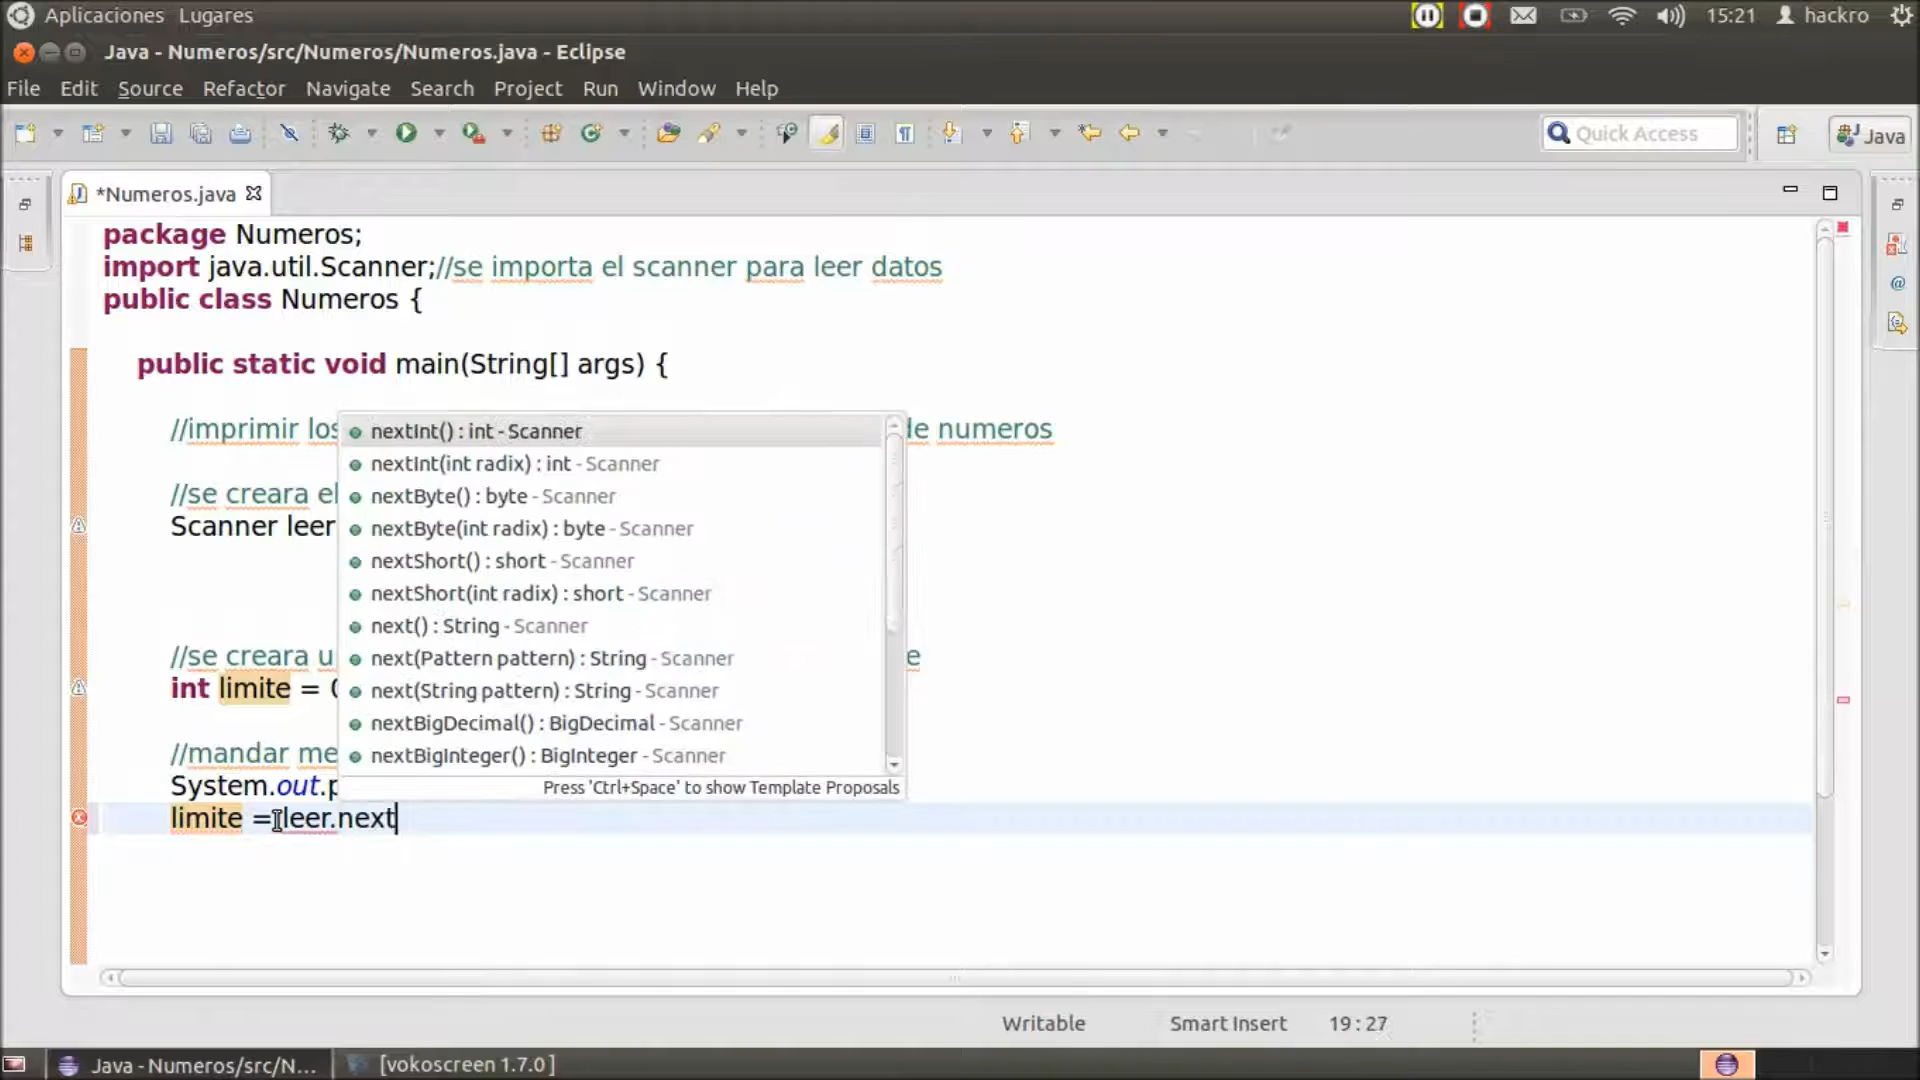 Aplicaciones Lugares 15:21 hackro
Java - Numeros/src/Numeros/Numeros.java - Eclipse
File Edit Source Refactor Navigate Search Project Run Window Help
Quick Access Java
*Numeros.java
package Numeros;
import java.util.Scanner;//se importa el scanner para leer datos
public class Numeros {
public static void main(String[] args) {
//imprimir los de numeros
//se creara el
Scanner leer
//se creara u e
int limite = 0
//mandar me
System.out.p
limite = leer.next
nextInt() : int - Scanner
nextInt(int radix) : int - Scanner
nextByte() : byte - Scanner
nextByte(int radix) : byte - Scanner
nextShort() : short - Scanner
nextShort(int radix) : short - Scanner
next() : String - Scanner
next(Pattern pattern) : String - Scanner
next(String pattern) : String - Scanner
nextBigDecimal() : BigDecimal - Scanner
nextBigInteger() : BigInteger - Scanner
Press 'Ctrl+Space' to show Template Proposals
Writable Smart Insert 19 : 27
Java - Numeros/src/N... [vokoscreen 1.7.0]